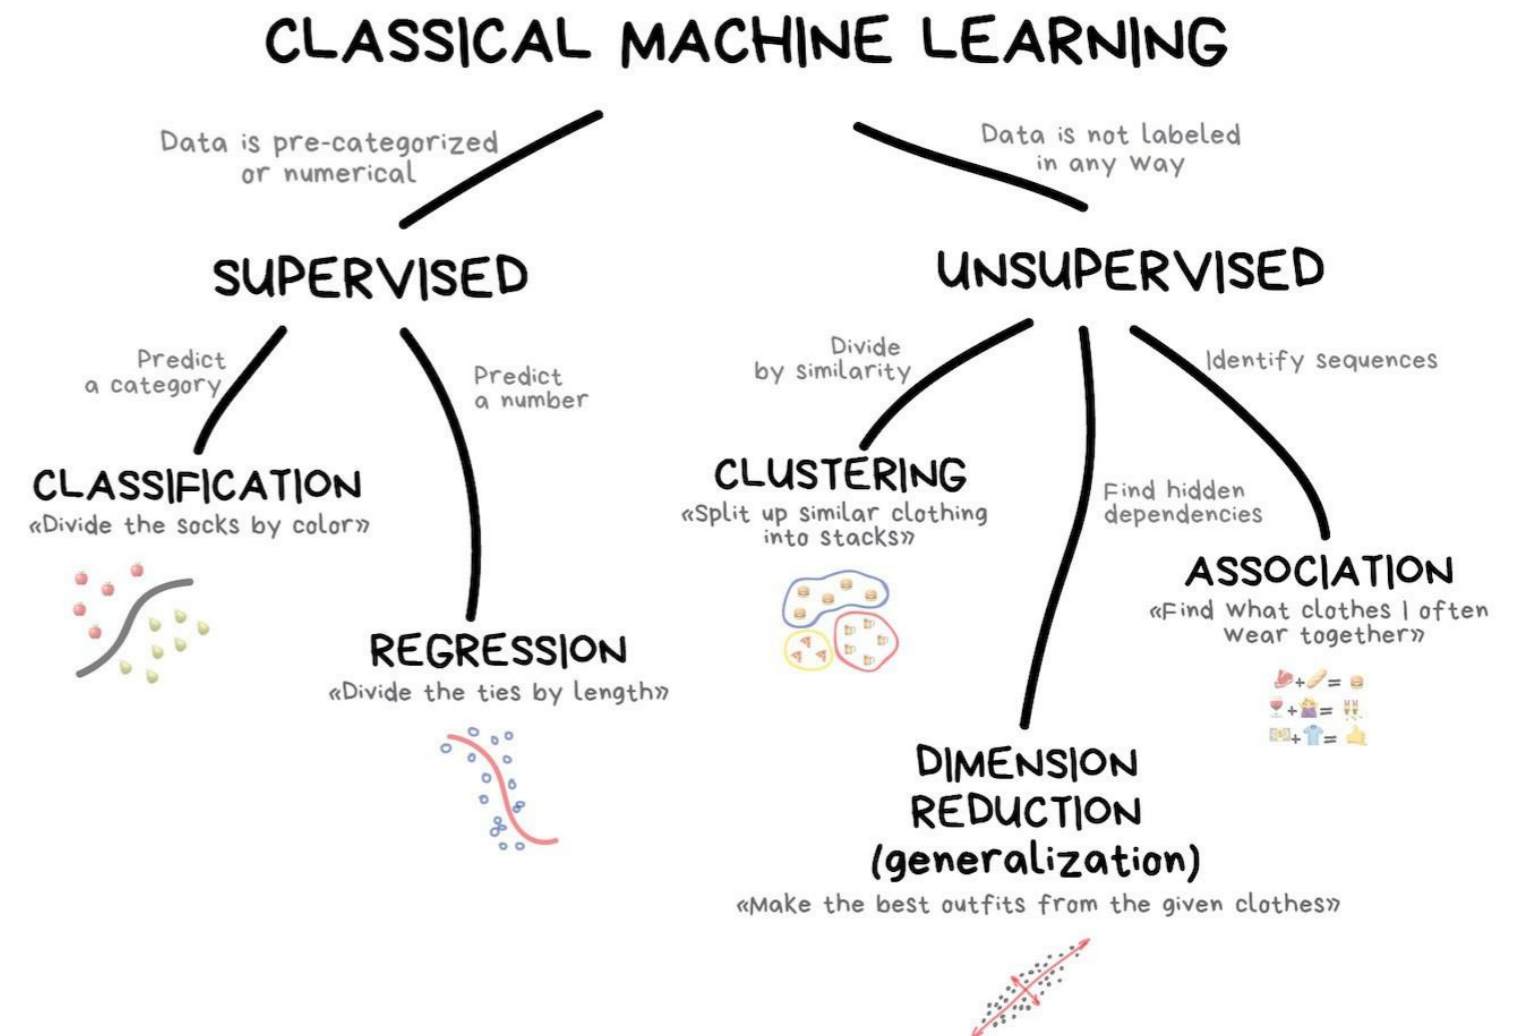 CLASSICAL MACHINE LEARNING
Data is pre-categorized
or numerical
Data is not labeled
in any way
SUPERVISED
UNSUPERVISED
Predict
a category
Predict
a number
Divide
by similarity
Identify sequences
CLASSIFICATION
«Divide the socks by color»
CLUSTERING
«Split up similar clothing
into stacks»
Find hidden
dependencies
ASSOCIATION
«Find what clothes I often
wear together»
REGRESSION
«Divide the ties by length»
+ =
+ =
+ =
DIMENSION
REDUCTION
(generalization)
«Make the best outfits from the given clothes»